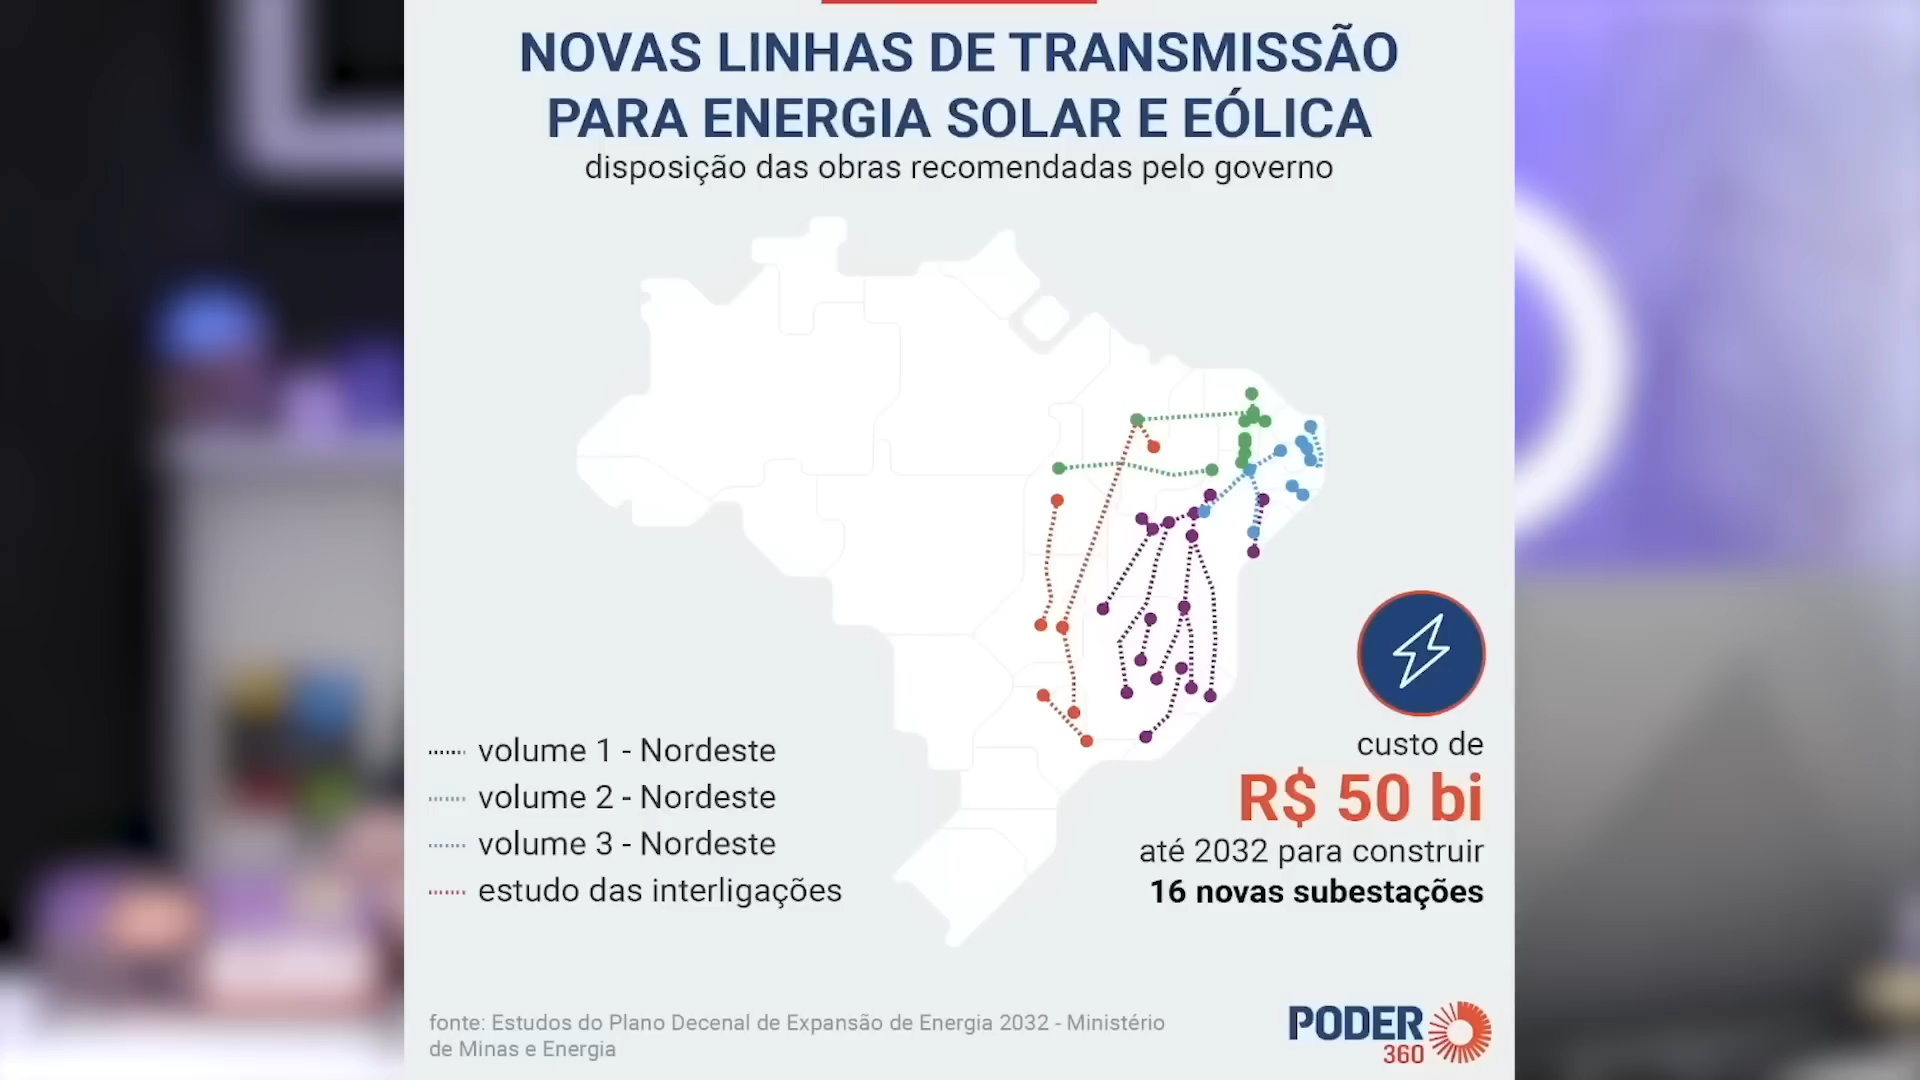 NOVAS LINHAS DE TRANSMISSÃO
PARA ENERGIA SOLAR E EÓLICA
disposição das obras recomendadas pelo governo
volume 1 - Nordeste
volume 2 - Nordeste
volume 3 - Nordeste
estudo das interligações
custo de
R$ 50 bi
até 2032 para construir
16 novas subestações
fonte: Estudos do Plano Decenal de Expansão de Energia 2032 - Ministério
de Minas e Energia
PODER
360